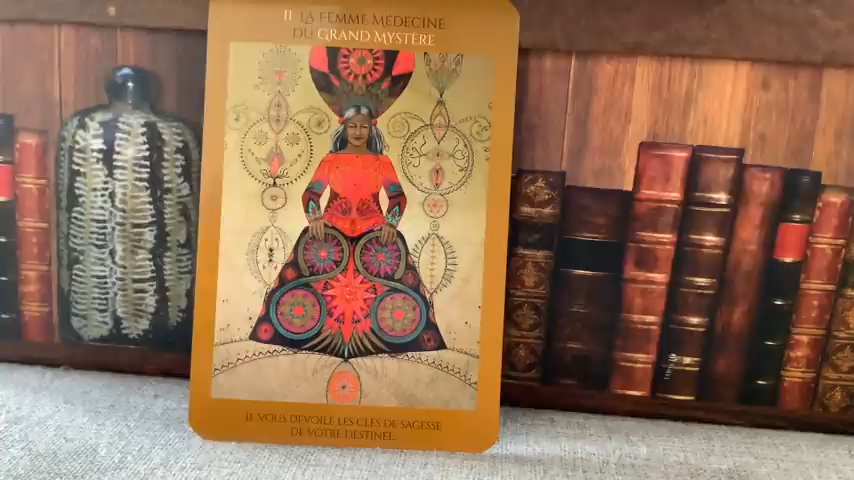 II LA FEMME MÉDECINE
DU GRAND MYSTÈRE
IL VOUS DÉVOILE LES CLÉS DE SAGESSE
DE VOTRE DESTINÉE.